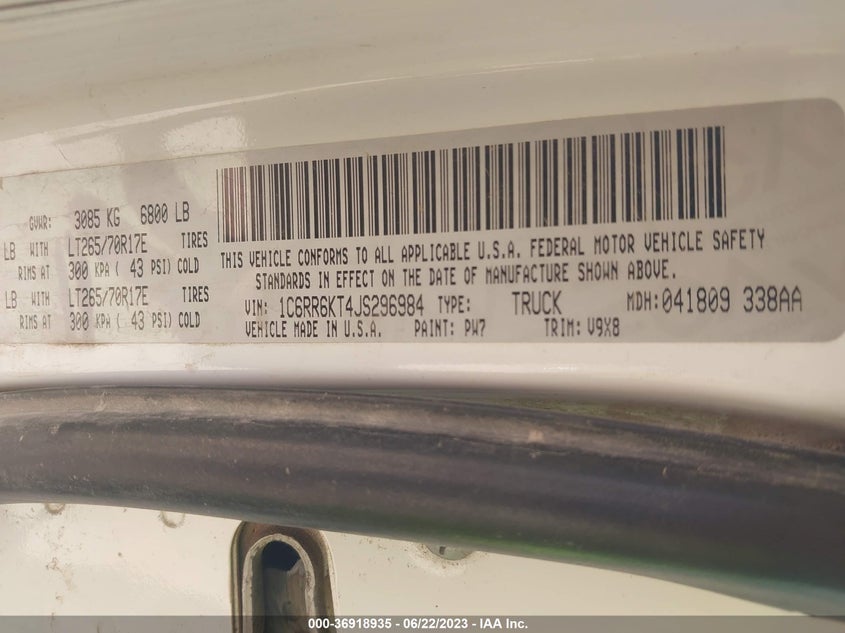 GVWR: 3085 KG 6800 LB
LB WITH LT265/70R17E TIRES
RIMS AT 300 KPA ( 43 PSI) COLD
LB WITH LT265/70R17E TIRES
RIMS AT 300 KPA ( 43 PSI) COLD
THIS VEHICLE CONFORMS TO ALL APPLICABLE U.S.A. FEDERAL MOTOR VEHICLE SAFETY
STANDARDS IN EFFECT ON THE DATE OF MANUFACTURE SHOWN ABOVE.
VIN: 1C6RR6KT4JS296984 TYPE: TRUCK MDH: 041809 338AA
VEHICLE MADE IN U.S.A. PAINT: PW7 TRIM: V9X8
000-36918935 - 06/22/2023 - IAA Inc.